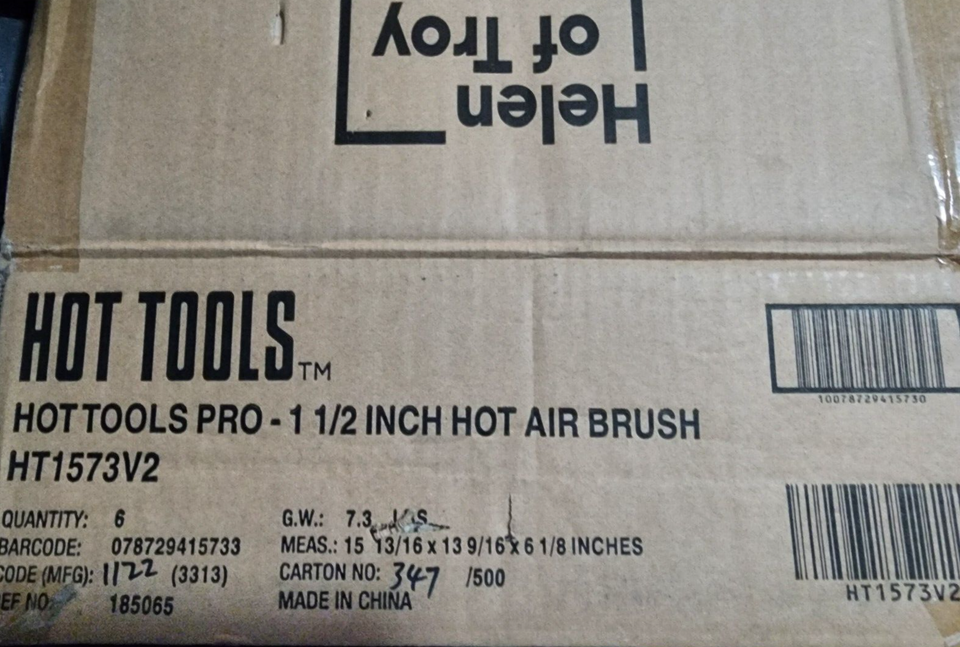 Helen
of Troy
HOT TOOLS™
HOT TOOLS PRO - 1 1/2 INCH HOT AIR BRUSH
HT1573V2
10078729415730
QUANTITY: 6
BARCODE: 078729415733
CODE (MFG): 1122 (3313)
EF NO: 185065
G.W.: 7.3
MEAS.: 15 13/16 x 13 9/16 x 6 1/8 INCHES
CARTON NO: 347 /500
MADE IN CHINA
HT1573V2